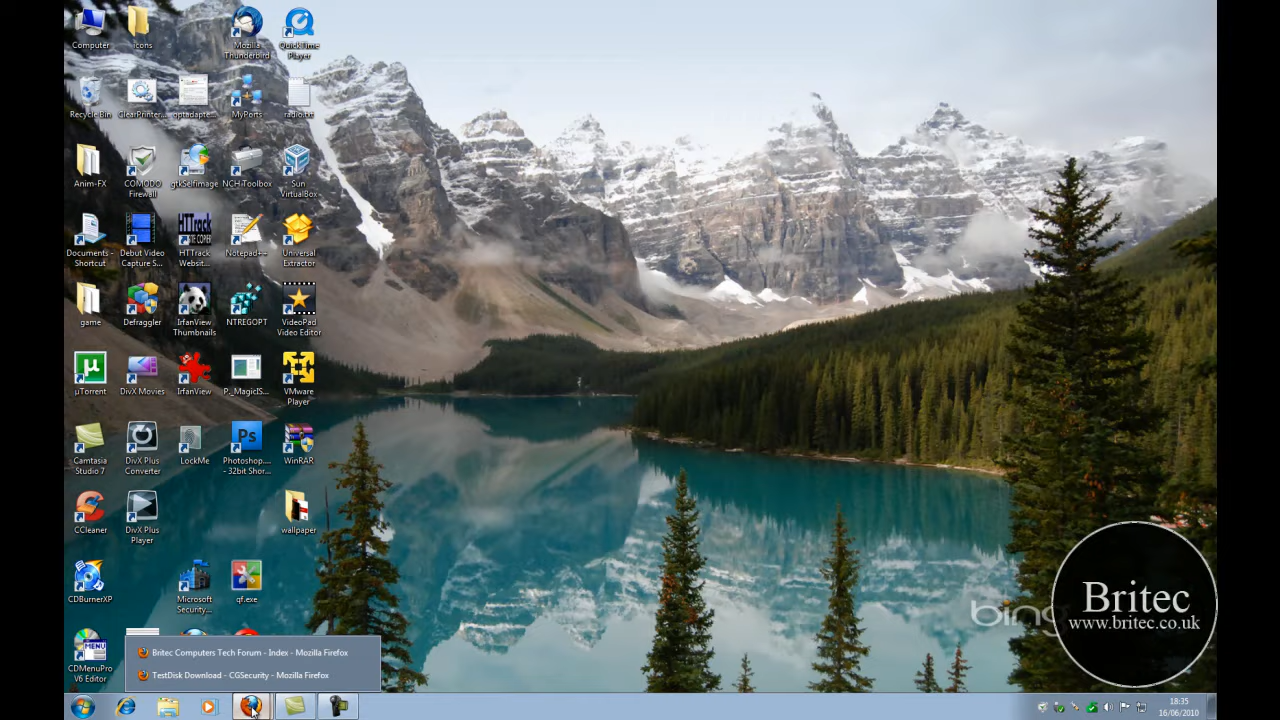 Computer
icons
Mozilla Thunderbird
QuickTime Player
Recycle Bin
ClearPrinter...
optadapte...
MyPorts
radio.txt
Anim-FX
COMODO Firewall
gtkSelfimage
NCH-Toolbox
Sun VirtualBox
Documents - Shortcut
Debut Video Capture S...
HTTrack Websit...
Notepad++
Universal Extractor
game
Defraggler
IrfanView Thumbnails
NTREGOPT
VideoPad Video Editor
µTorrent
DivX Movies
IrfanView
P._MagicIS...
VMware Player
Camtasia Studio 7
DivX Plus Converter
LockMe
Photoshop.... - 32bit Shor...
WinRAR
CCleaner
DivX Plus Player
wallpaper
CDBurnerXP
Microsoft Security...
qf.exe
CDMenuPro V6 Editor
Britec Computers Tech Forum - Index - Mozilla Firefox
TestDisk Download - CGSecurity - Mozilla Firefox
bing
Britec
www.britec.co.uk
18:35
16/06/2010